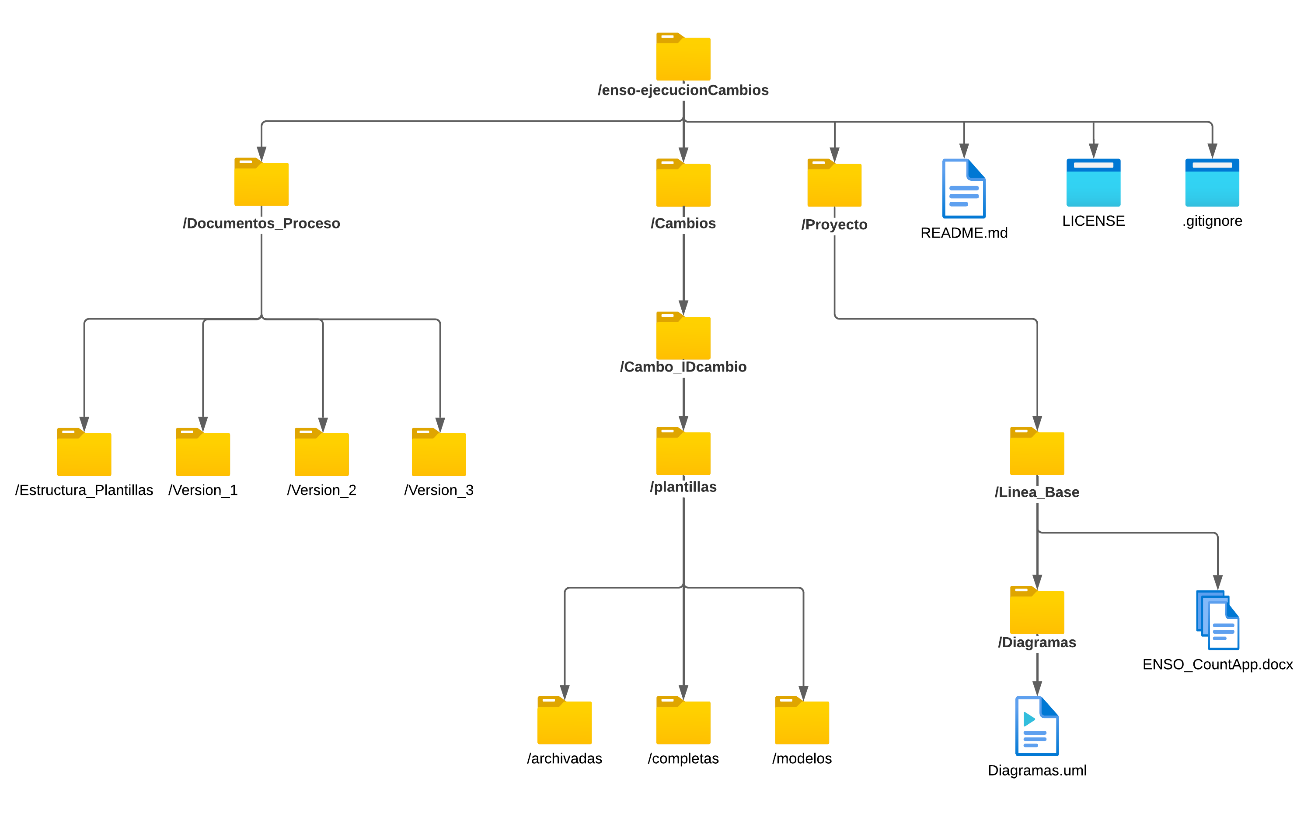 /enso-ejecucionCambios
/Documentos_Proceso
/Cambios
/Proyecto
README.md
LICENSE
.gitignore
/Cambo_IDcambio
/Estructura_Plantillas
/Version_1
/Version_2
/Version_3
/plantillas
/Linea_Base
/Diagramas
ENSO_CountApp.docx
/archivadas
/completas
/modelos
Diagramas.uml